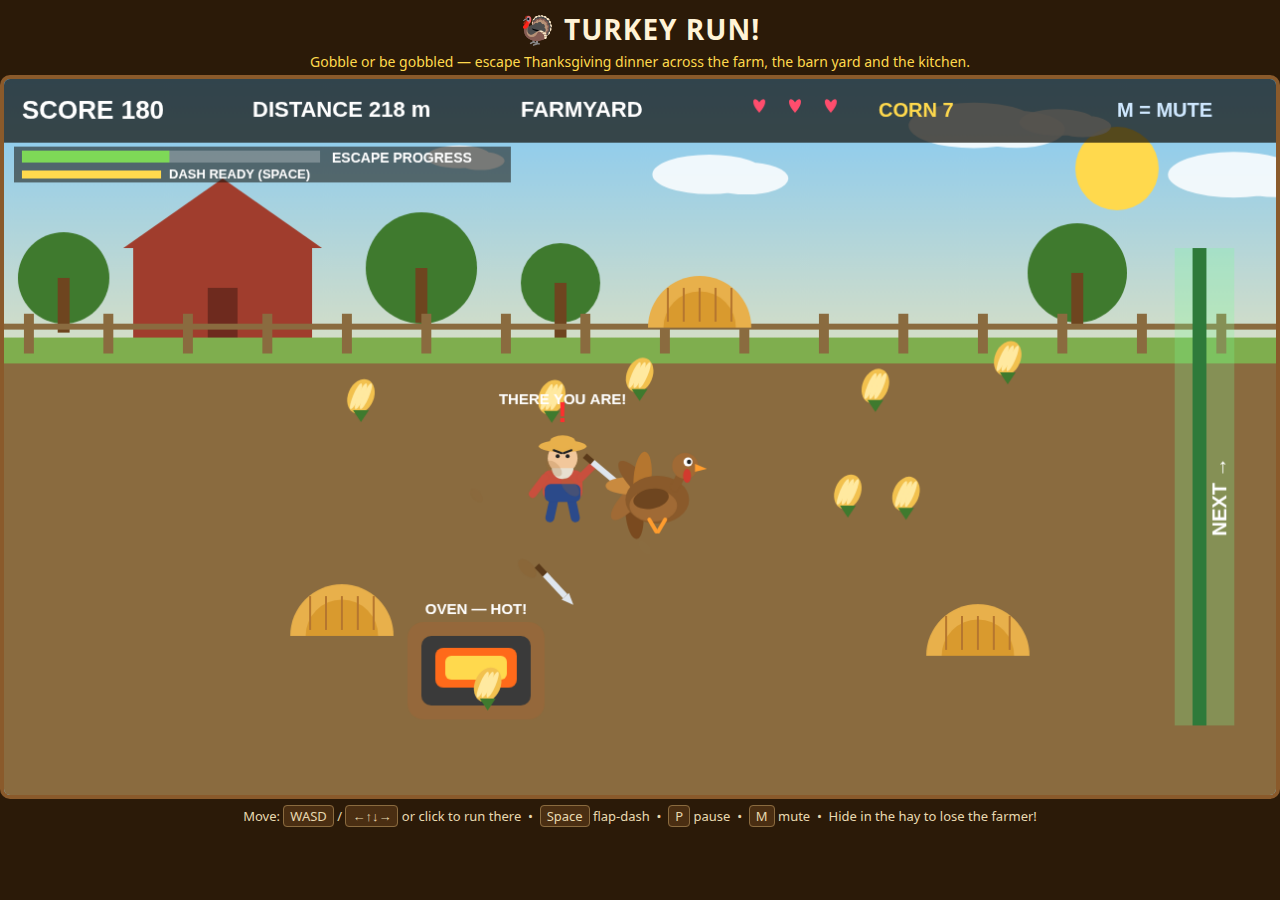 🦃 TURKEY RUN!
Gobble or be gobbled — escape Thanksgiving dinner across the farm, the barn yard and the kitchen.
SCORE 180 DISTANCE 218 m FARMYARD ♥ ♥ ♥ CORN 7 M = MUTE
ESCAPE PROGRESS
DASH READY (SPACE)
THERE YOU ARE!
!
NEXT →
OVEN — HOT!
Move: WASD / ←↑↓→ or click to run there • Space flap-dash • P pause • M mute • Hide in the hay to lose the farmer!